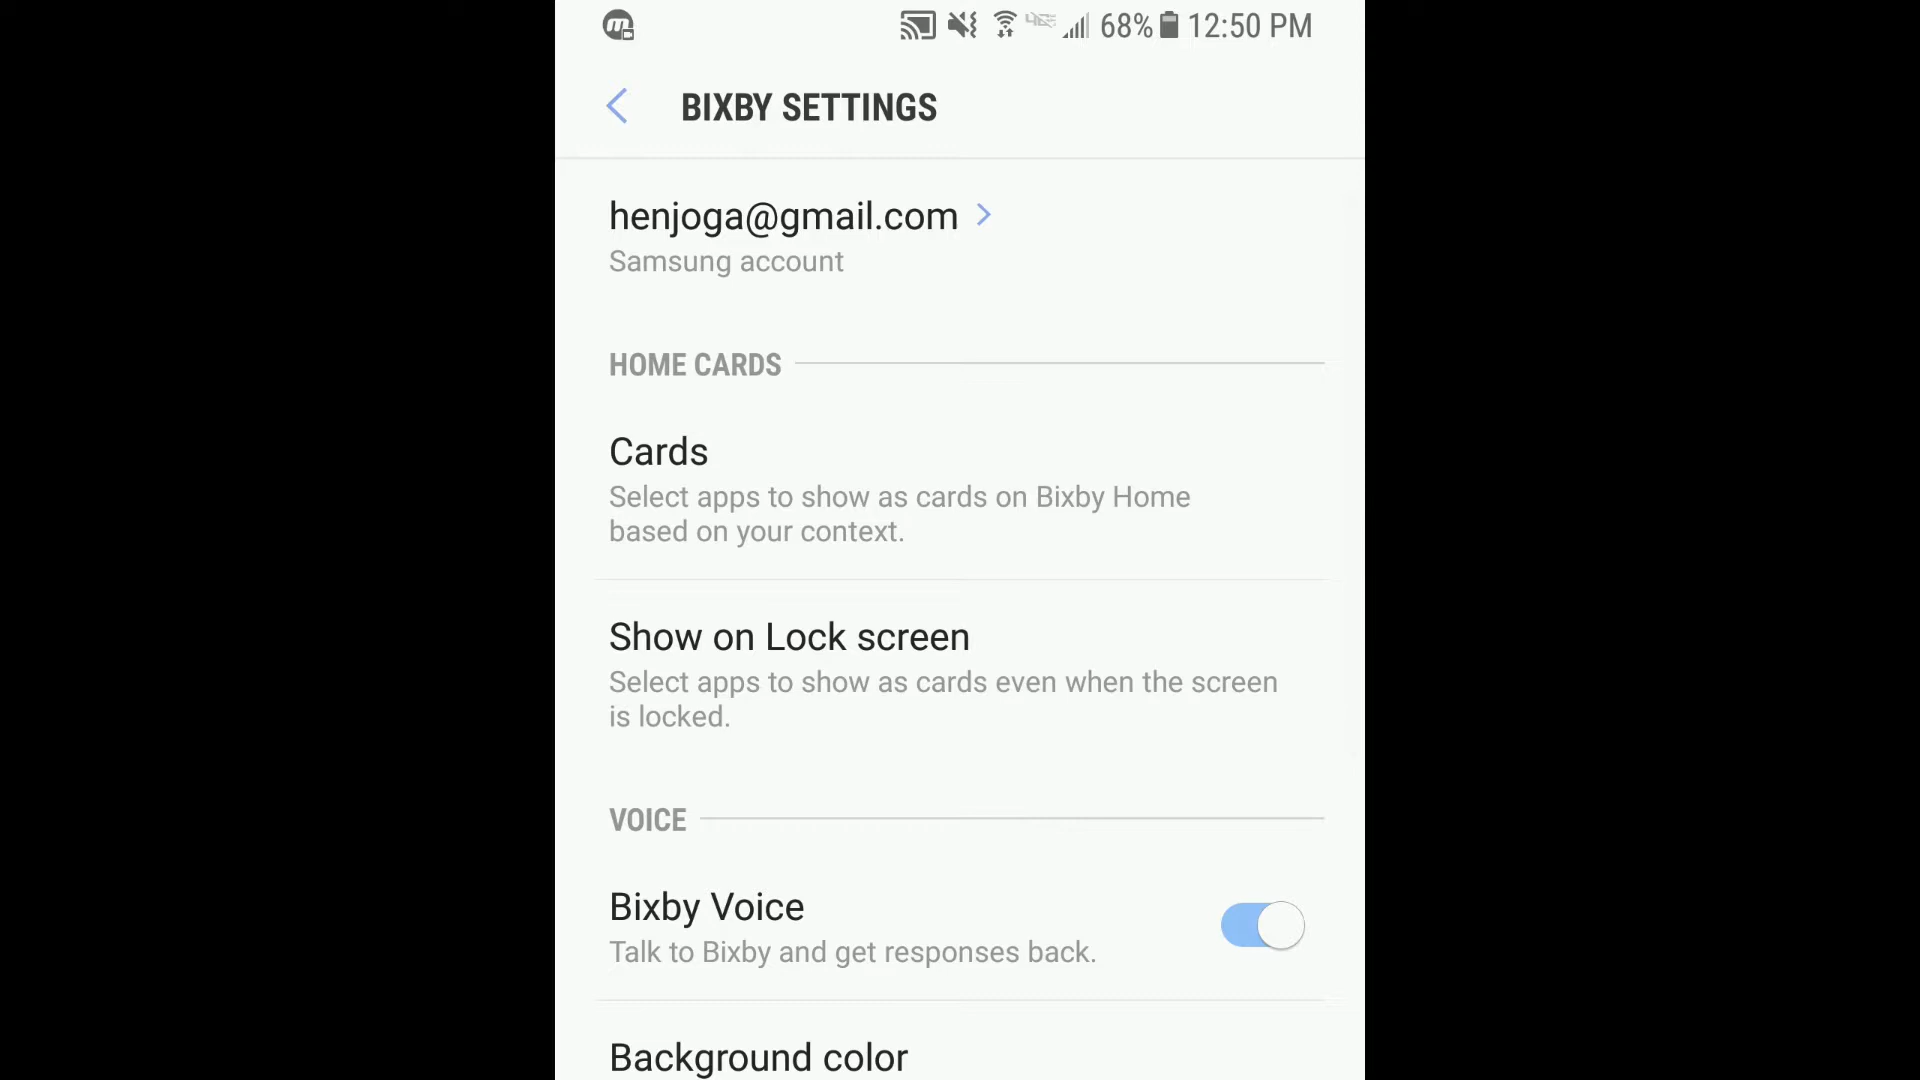 68% 12:50 PM
BIXBY SETTINGS
henjoga@gmail.com
Samsung account
HOME CARDS
Cards
Select apps to show as cards on Bixby Home
based on your context.
Show on Lock screen
Select apps to show as cards even when the screen
is locked.
VOICE
Bixby Voice
Talk to Bixby and get responses back.
Background color